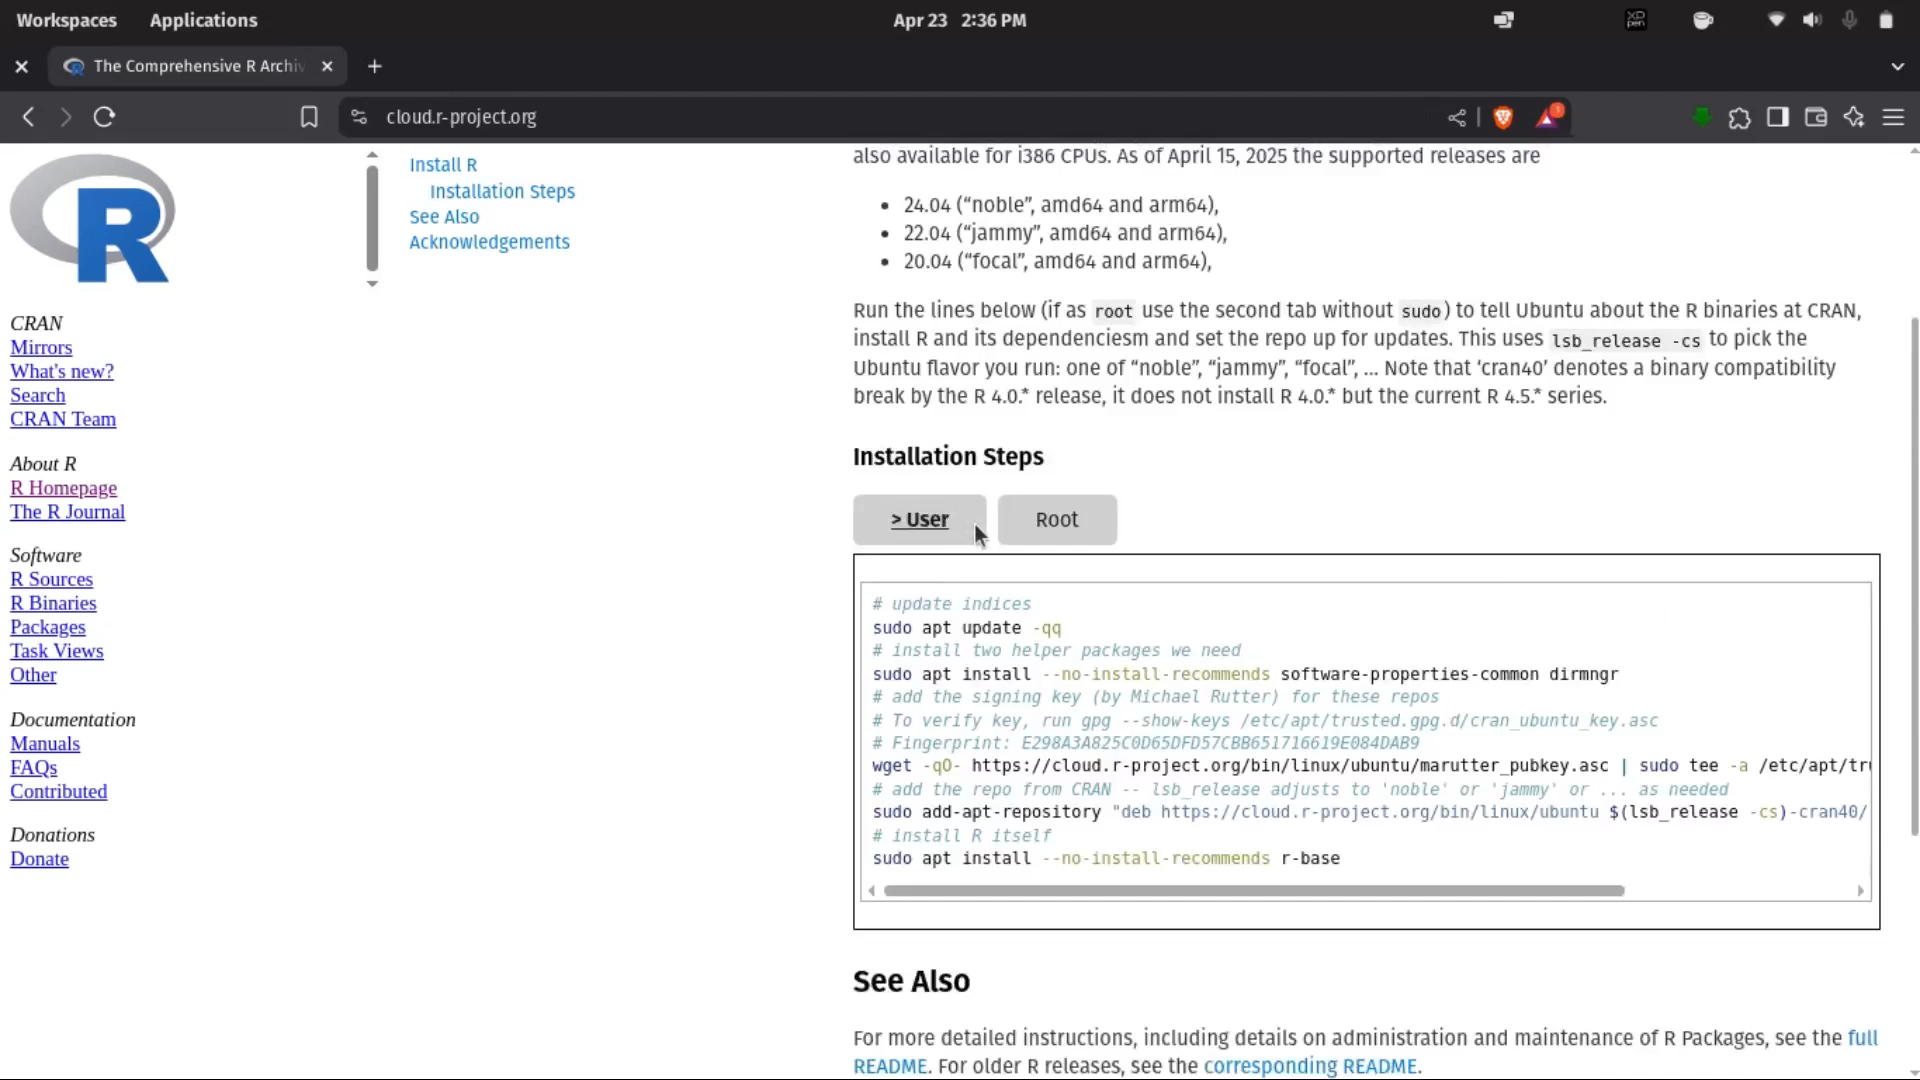 Workspaces Applications Apr 23 2:36 PM
The Comprehensive R Archiv
cloud.r-project.org
R
CRAN
Mirrors
What's new?
Search
CRAN Team
About R
R Homepage
The R Journal
Software
R Sources
R Binaries
Packages
Task Views
Other
Documentation
Manuals
FAQs
Contributed
Donations
Donate
Install R
Installation Steps
See Also
Acknowledgements
also available for i386 CPUs. As of April 15, 2025 the supported releases are
• 24.04 (“noble”, amd64 and arm64),
• 22.04 (“jammy”, amd64 and arm64),
• 20.04 (“focal”, amd64 and arm64),
Run the lines below (if as root use the second tab without sudo) to tell Ubuntu about the R binaries at CRAN,
install R and its dependenciesm and set the repo up for updates. This uses lsb_release -cs to pick the
Ubuntu flavor you run: one of “noble”, “jammy”, “focal”, … Note that ‘cran40’ denotes a binary compatibility
break by the R 4.0.* release, it does not install R 4.0.* but the current R 4.5.* series.
Installation Steps
> User Root
# update indices
sudo apt update -qq
# install two helper packages we need
sudo apt install --no-install-recommends software-properties-common dirmngr
# add the signing key (by Michael Rutter) for these repos
# To verify key, run gpg --show-keys /etc/apt/trusted.gpg.d/cran_ubuntu_key.asc
# Fingerprint: E298A3A825C0D65DFD57CBB651716619E084DAB9
wget -qO- https://cloud.r-project.org/bin/linux/ubuntu/marutter_pubkey.asc | sudo tee -a /etc/apt/tru
# add the repo from CRAN -- lsb_release adjusts to 'noble' or 'jammy' or ... as needed
sudo add-apt-repository "deb https://cloud.r-project.org/bin/linux/ubuntu $(lsb_release -cs)-cran40/
# install R itself
sudo apt install --no-install-recommends r-base
See Also
For more detailed instructions, including details on administration and maintenance of R Packages, see the full
README. For older R releases, see the corresponding README.